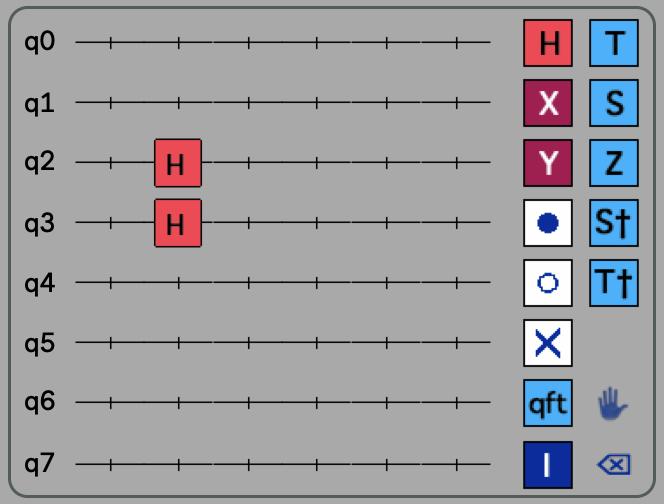 q0 H T
q1 X S
q2 H Y Z
q3 H S†
q4 T†
q5
q6 qft
q7 I